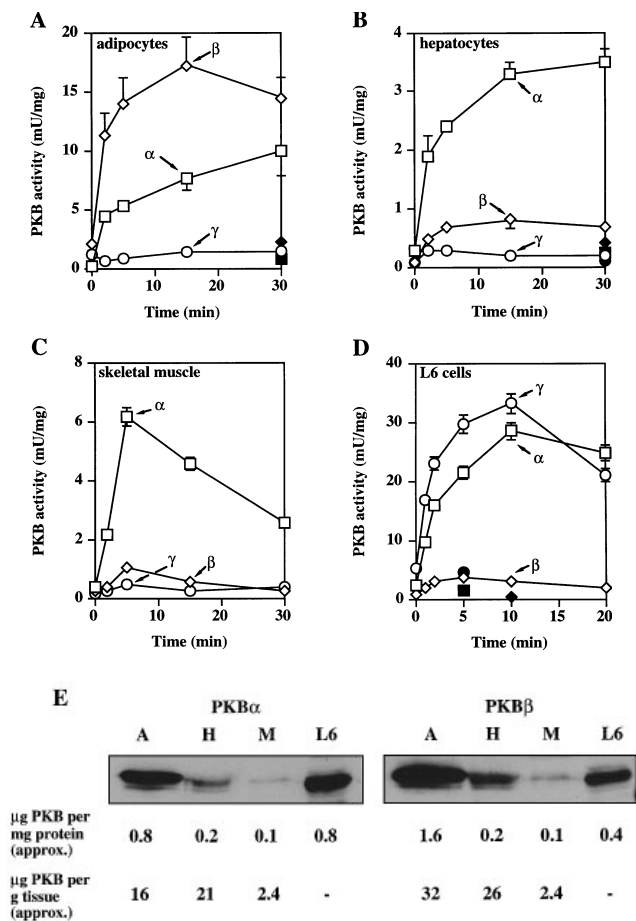 A
adipocytes
PKB activity (mU/mg)
20
15
10
5
0
β
α
γ
0 10 20 30
Time (min)
B
hepatocytes
PKB activity (mU/mg)
4
3
2
1
0
α
β
γ
0 10 20 30
Time (min)
C
skeletal muscle
PKB activity (mU/mg)
8
6
4
2
0
α
γ
β
0 10 20 30
Time (min)
D
L6 cells
PKB activity (mU/mg)
40
30
20
10
0
γ
α
β
0 5 10 15 20
Time (min)
E
PKBα PKBβ
A H M L6 A H M L6
μg PKB per
mg protein
(approx.)
0.8 0.2 0.1 0.8 1.6 0.2 0.1 0.4
μg PKB per
g tissue
(approx.)
16 21 2.4 - 32 26 2.4 -